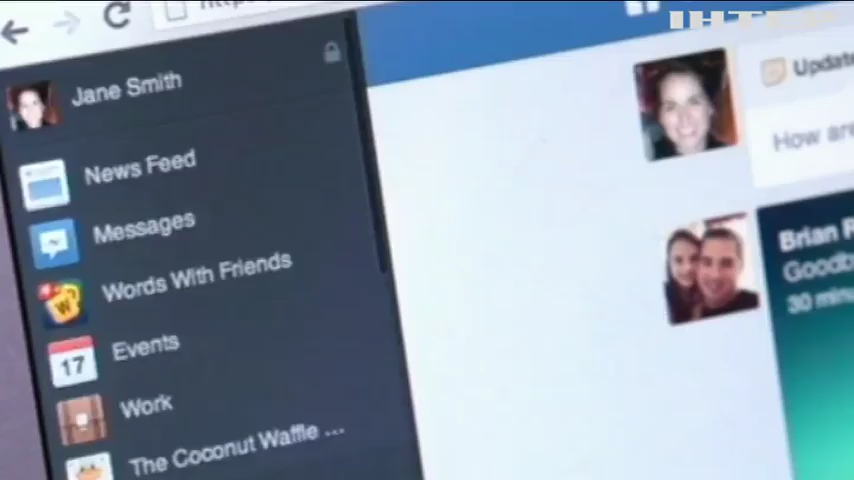 ІНТЕР
Jane Smith
News Feed
Messages
Words With Friends
17
Events
Work
The Coconut Waffle ...
Update
How are
Brian
30 minu